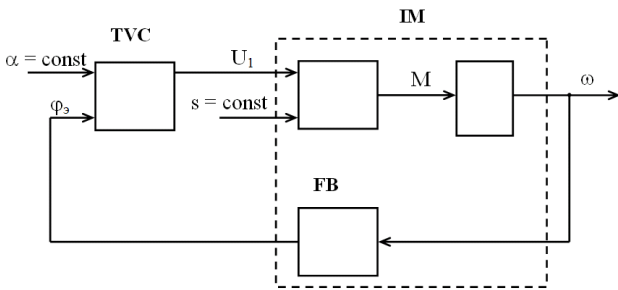 IM
TVC
α = const
U1
M
ω
s = const
φэ
FB